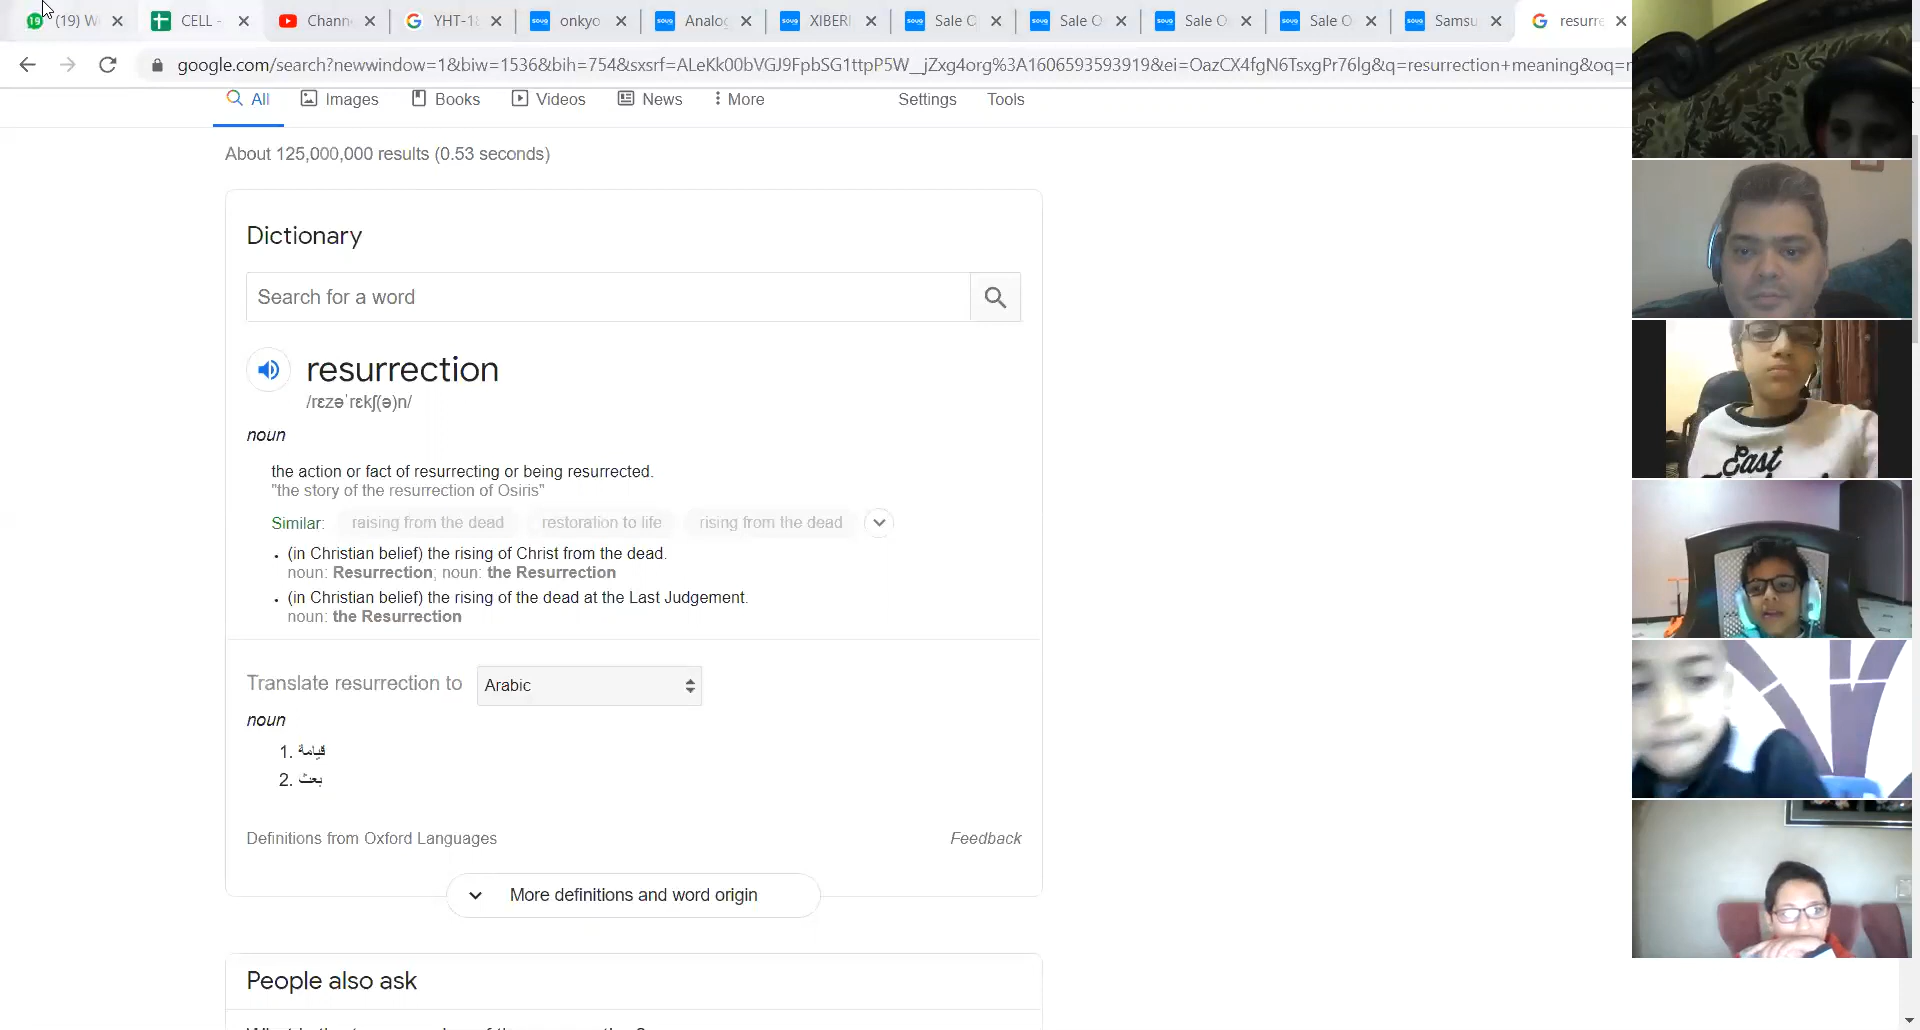 (19) W
CELL -
Chann
YHT-18
onkyo
Analog
XIBER
Sale C
Sale O
Sale O
Sale O
Samsu
resurre
google.com/search?newwindow=1&biw=1536&bih=754&sxsrf=ALeKk00bVGJ9FpbSG1ttpP5W_jZxg4org%3A1606593593919&ei=OazCX4fgN6TsxgPr76lg&q=resurrection+meaning&oq=r
All
Images
Books
Videos
News
More
Settings
Tools
About 125,000,000 results (0.53 seconds)
Dictionary
Search for a word
resurrection
/rɛzəˈrɛkʃ(ə)n/
noun
the action or fact of resurrecting or being resurrected.
"the story of the resurrection of Osiris"
Similar: raising from the dead restoration to life rising from the dead
• (in Christian belief) the rising of Christ from the dead.
noun: Resurrection; noun: the Resurrection
• (in Christian belief) the rising of the dead at the Last Judgement.
noun: the Resurrection
Translate resurrection to Arabic
noun
1. قِيامة
2. بعث
Definitions from Oxford Languages
Feedback
More definitions and word origin
People also ask
East